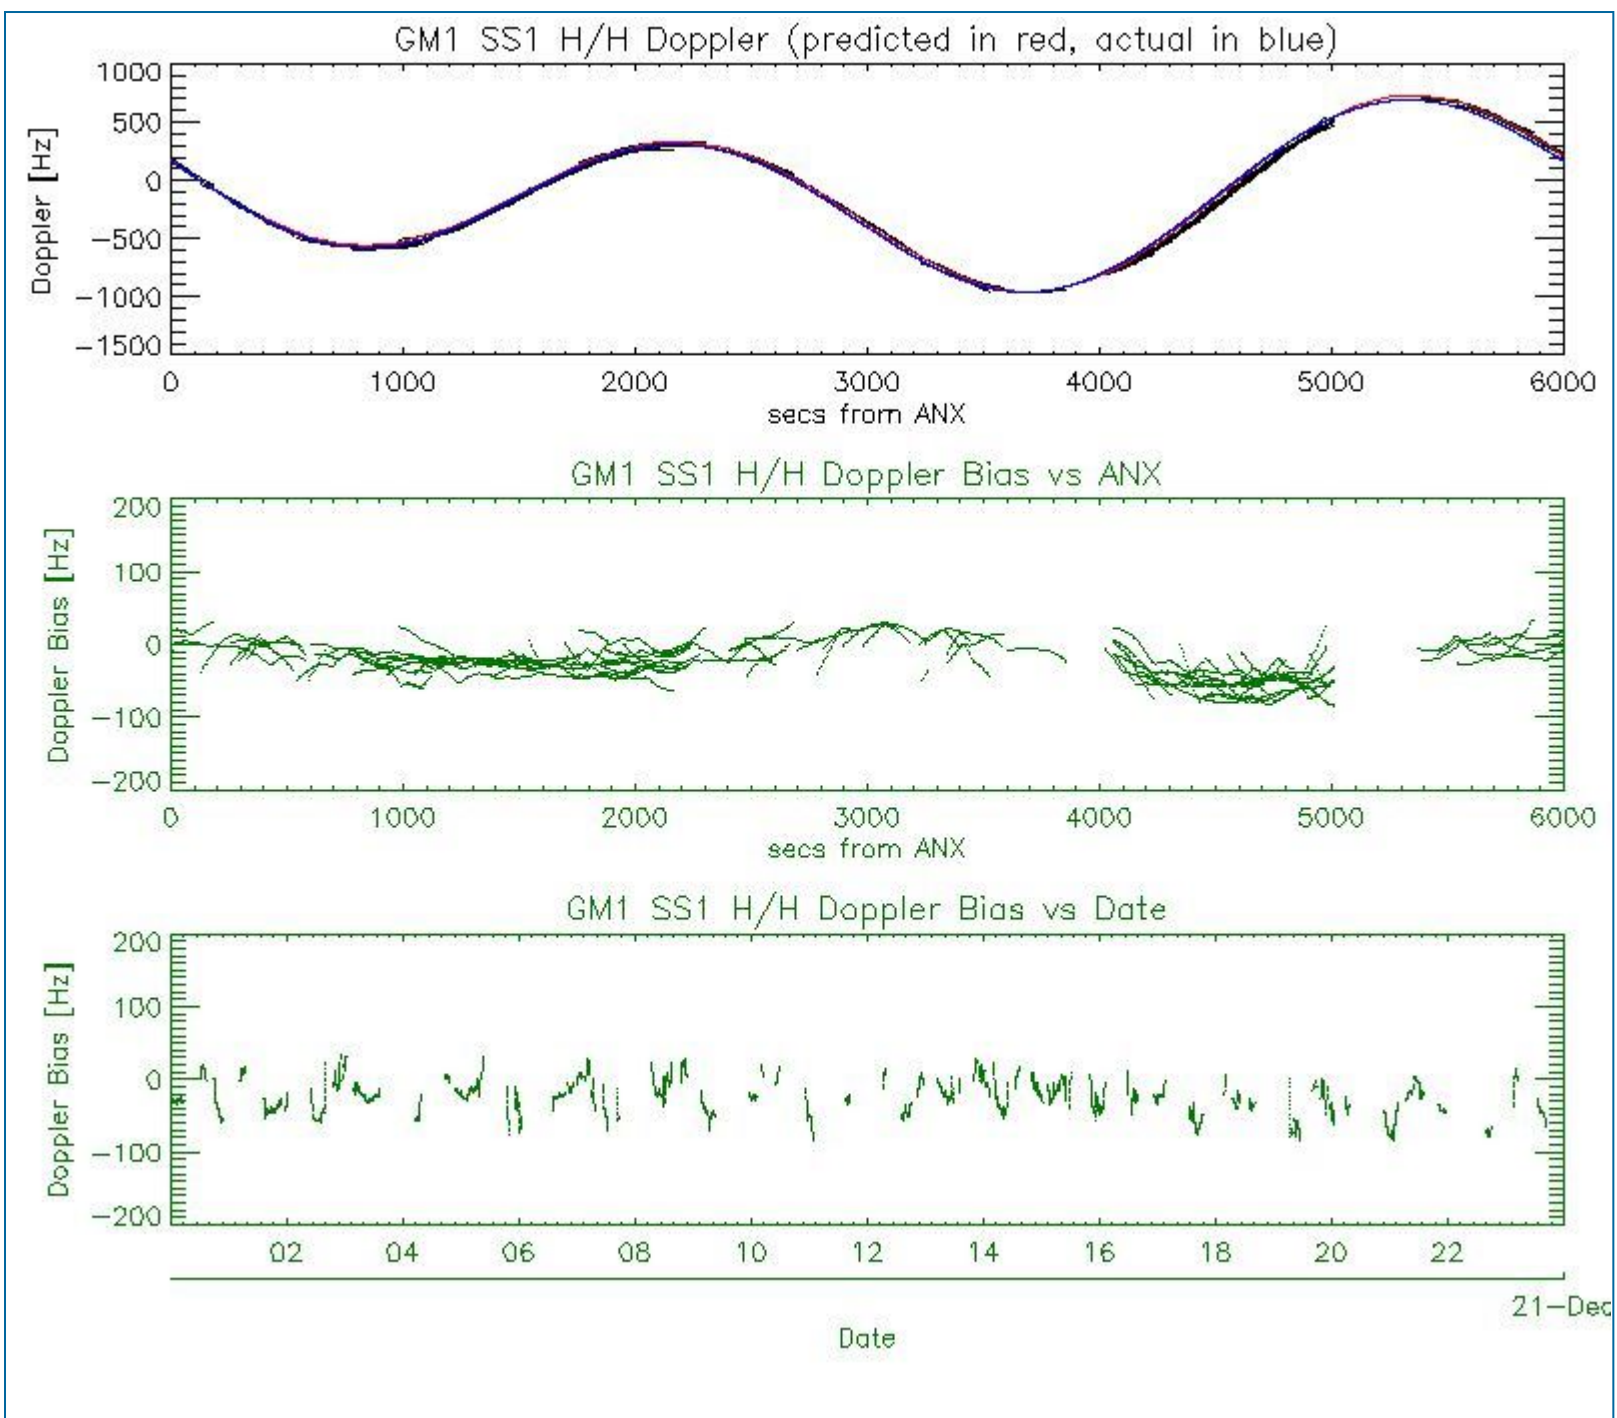 GM1 SS1 H/H Doppler (predicted in red, actual in blue)
1000
500
0
−500
−1000
−1500
Doppler [Hz]
0 1000 2000 3000 4000 5000 6000
secs from ANX
GM1 SS1 H/H Doppler Bias vs ANX
200
100
0
−100
−200
Doppler Bias [Hz]
0 1000 2000 3000 4000 5000 6000
secs from ANX
GM1 SS1 H/H Doppler Bias vs Date
200
100
0
−100
−200
Doppler Bias [Hz]
02 04 06 08 10 12 14 16 18 20 22
21−Dec
Date